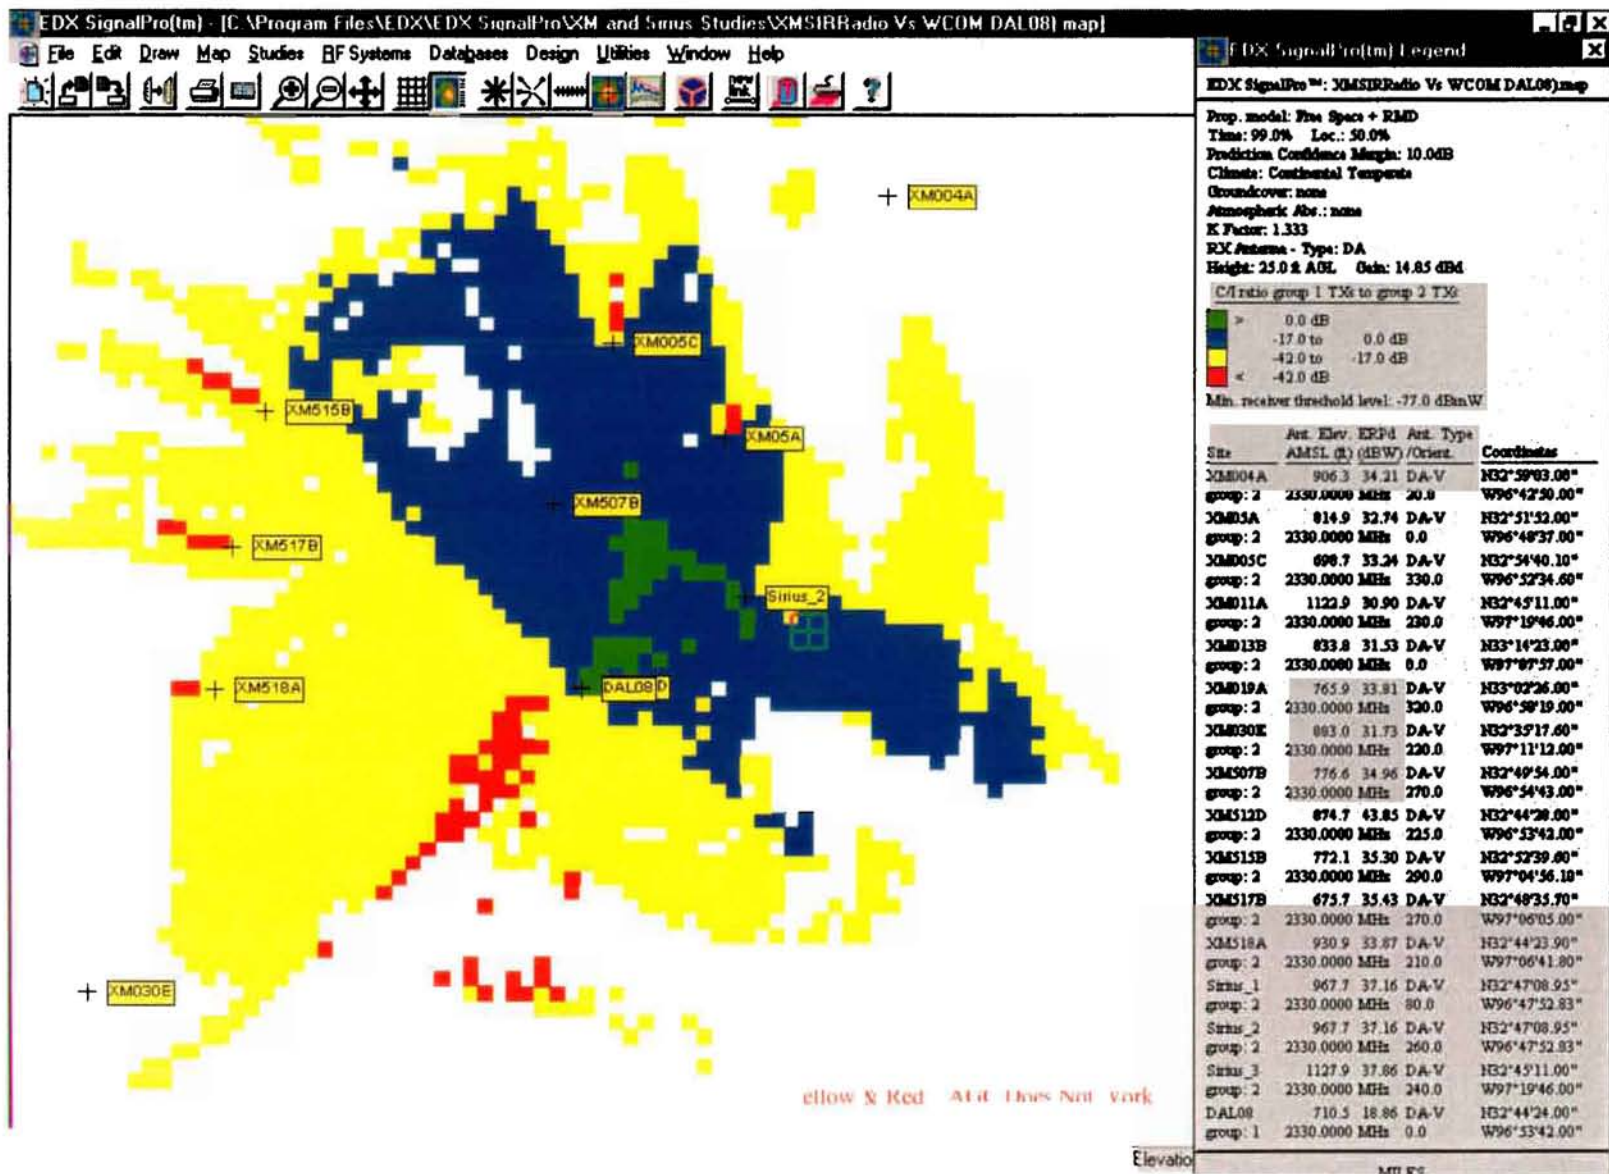 EDX SignalPro(tm) - [C:\Program Files\EDX\EDX SignalPro\XM and Sirius Studies\XMSIRRadio Vs WCOM DAL08).map]
File Edit Draw Map Studies RF Systems Databases Design Utilities Window Help
new link
XM004A
XM005C
XM515B
XM05A
XM507B
XM517B
Sirius_2
XM518A
DAL08 D
XM030E
ellow & Red Does Not
Elevatio
EDX SignalPro(tm) Legend
EDX SignalPro™: XMSIRRadio Vs WCOM DAL08).map
Prop. model: Free Space + RMD
Time: 99.0% Loc.: 50.0%
Prediction Confidence Margin: 10.0dB
Climate: Continental Temperate
Groundcover: none
Atmospheric Abs.: none
K Factor: 1.333
RX Antenna - Type: DA
Height: 25.0 ft AGL Gain: 14.85 dBd
C/I ratio group 1 TXs to group 2 TXs
> 0.0 dB
-17.0 to 0.0 dB
-42.0 to -17.0 dB
< -42.0 dB
Min. receiver threshold level: -77.0 dBmW
Ant. Elev. ERPd Ant. Type
Site AMSL (ft) (dBW) /Orient. Coordinates
XM004A 906.3 34.21 DA-V N32°59'03.00"
group: 2 2330.0000 MHz 20.0 W96°42'50.00"
XM05A 814.9 32.74 DA-V N32°51'52.00"
group: 2 2330.0000 MHz 0.0 W96°48'37.00"
XM005C 698.7 33.24 DA-V N32°54'40.10"
group: 2 2330.0000 MHz 330.0 W96°52'34.60"
XM011A 1122.9 30.90 DA-V N32°45'11.00"
group: 2 2330.0000 MHz 230.0 W97°19'46.00"
XM013B 833.8 31.53 DA-V N33°14'23.00"
group: 2 2330.0000 MHz 0.0 W97°07'57.00"
XM019A 765.9 33.81 DA-V N33°02'26.00"
group: 2 2330.0000 MHz 320.0 W96°58'19.00"
XM030E 883.0 31.73 DA-V N32°35'17.60"
group: 2 2330.0000 MHz 220.0 W97°11'12.00"
XM507B 776.6 34.96 DA-V N32°49'54.00"
group: 2 2330.0000 MHz 270.0 W96°54'43.00"
XM512D 874.7 43.85 DA-V N32°44'28.00"
group: 2 2330.0000 MHz 225.0 W96°53'42.00"
XM515B 772.1 35.30 DA-V N32°52'39.60"
group: 2 2330.0000 MHz 290.0 W97°04'56.10"
XM517B 675.7 35.43 DA-V N32°48'35.70"
group: 2 2330.0000 MHz 270.0 W97°06'05.00"
XM518A 930.9 33.87 DA-V N32°44'23.90"
group: 2 2330.0000 MHz 210.0 W97°06'41.80"
Sirius_1 967.7 37.16 DA-V N32°47'08.95"
group: 2 2330.0000 MHz 80.0 W96°47'52.83"
Sirius_2 967.7 37.16 DA-V N32°47'08.95"
group: 2 2330.0000 MHz 260.0 W96°47'52.83"
Sirius_3 1127.9 37.86 DA-V N32°45'11.00"
group: 2 2330.0000 MHz 240.0 W97°19'46.00"
DAL08 710.5 18.86 DA-V N32°44'24.00"
group: 1 2330.0000 MHz 0.0 W96°53'42.00"
MILES